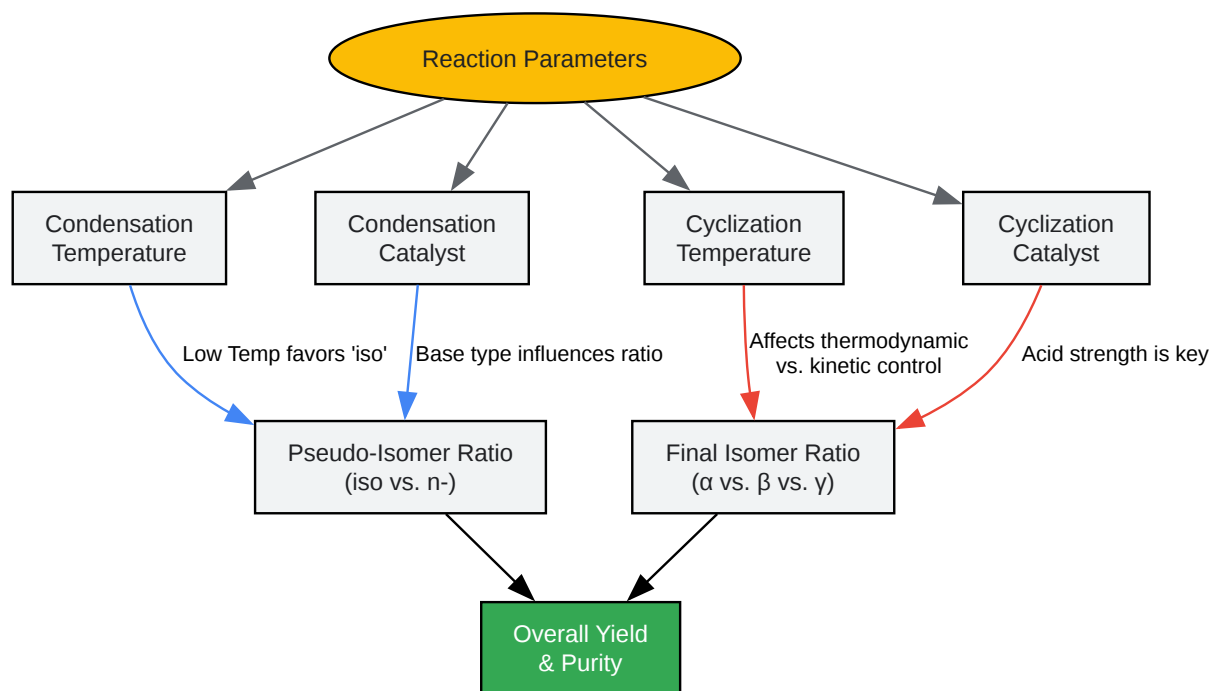 Reaction Parameters
Condensation
Temperature
Condensation
Catalyst
Cyclization
Temperature
Cyclization
Catalyst
Low Temp favors 'iso'
Base type influences ratio
Affects thermodynamic
vs. kinetic control
Acid strength is key
Pseudo-Isomer Ratio
(iso vs. n-)
Final Isomer Ratio
(α vs. β vs. γ)
Overall Yield
& Purity